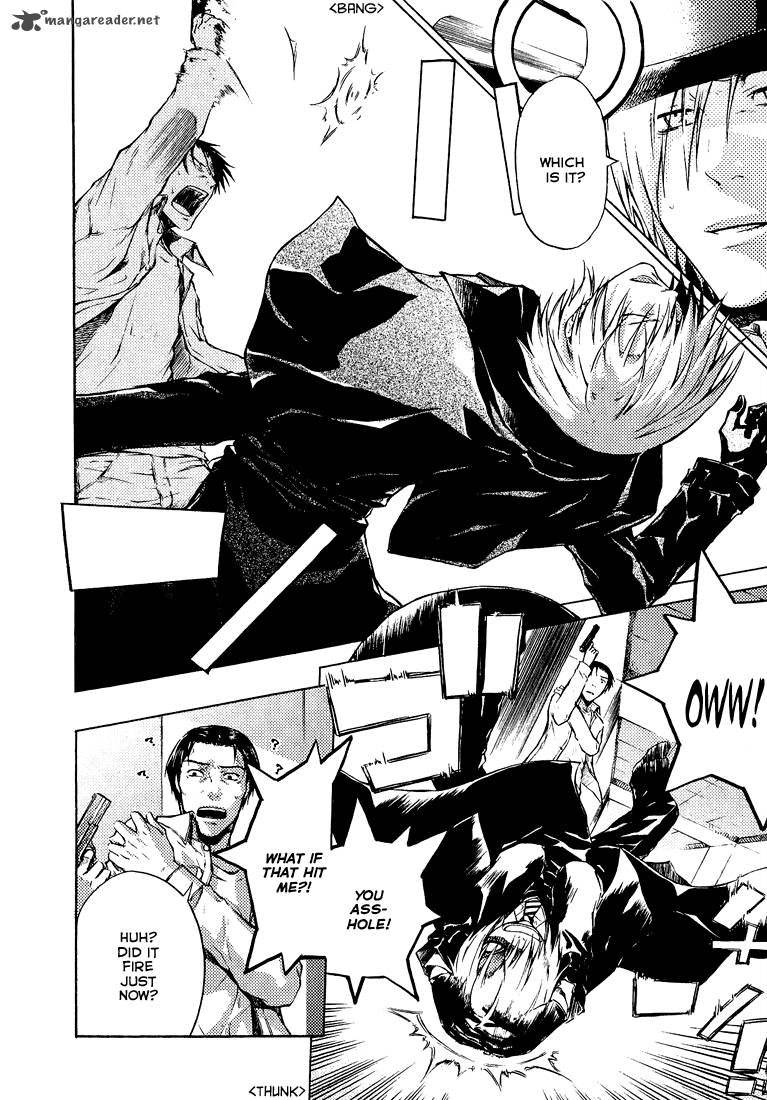 mangareader.net
<BANG>
WHICH
IS IT?
OWW!
ゴ
YOU
ASS-
HOLE!
WHAT IF
THAT HIT
ME?!
?
?
HUH?
DID IT
FIRE
JUST
NOW?
<THUNK>